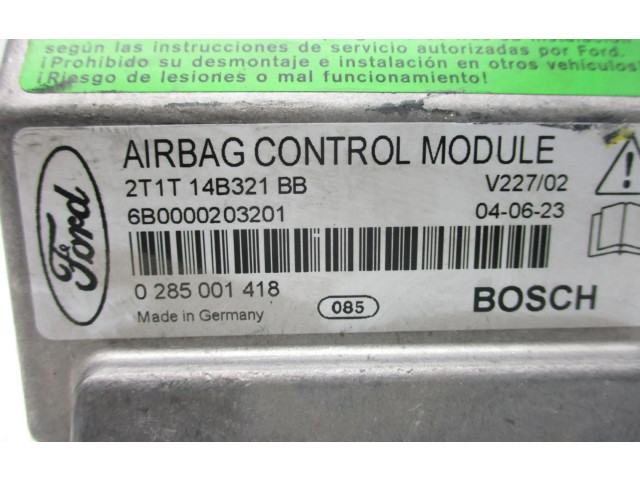 según las instrucciones de servicio autorizadas por Ford.
¡Prohibido su desmontaje e instalación en otros vehículos!
¡Riesgo de lesiones o mal funcionamiento!
Ford
AIRBAG CONTROL MODULE
2T1T 14B321 BB V227/02
6B0000203201 04-06-23
0 285 001 418
085
BOSCH
Made in Germany